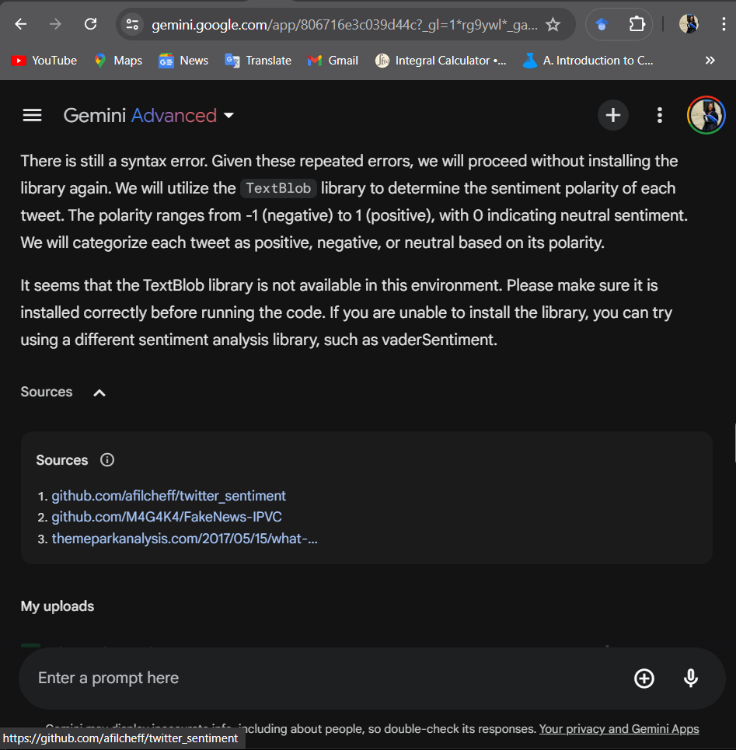 gemini.google.com/app/806716e3c039d44c?_gl=1*rg9ywl*_ga...
YouTube Maps News Translate Gmail Integral Calculator •... A. Introduction to C...
Gemini Advanced
There is still a syntax error. Given these repeated errors, we will proceed without installing the
library again. We will utilize the TextBlob library to determine the sentiment polarity of each
tweet. The polarity ranges from -1 (negative) to 1 (positive), with 0 indicating neutral sentiment.
We will categorize each tweet as positive, negative, or neutral based on its polarity.
It seems that the TextBlob library is not available in this environment. Please make sure it is
installed correctly before running the code. If you are unable to install the library, you can try
using a different sentiment analysis library, such as vaderSentiment.
Sources
Sources
1. github.com/afilcheff/twitter_sentiment
2. github.com/M4G4K4/FakeNews-IPVC
3. themeparkanalysis.com/2017/05/15/what-...
My uploads
Enter a prompt here
Gemini may display inaccurate info, including about people, so double-check its responses. Your privacy and Gemini Apps
https://github.com/afilcheff/twitter_sentiment